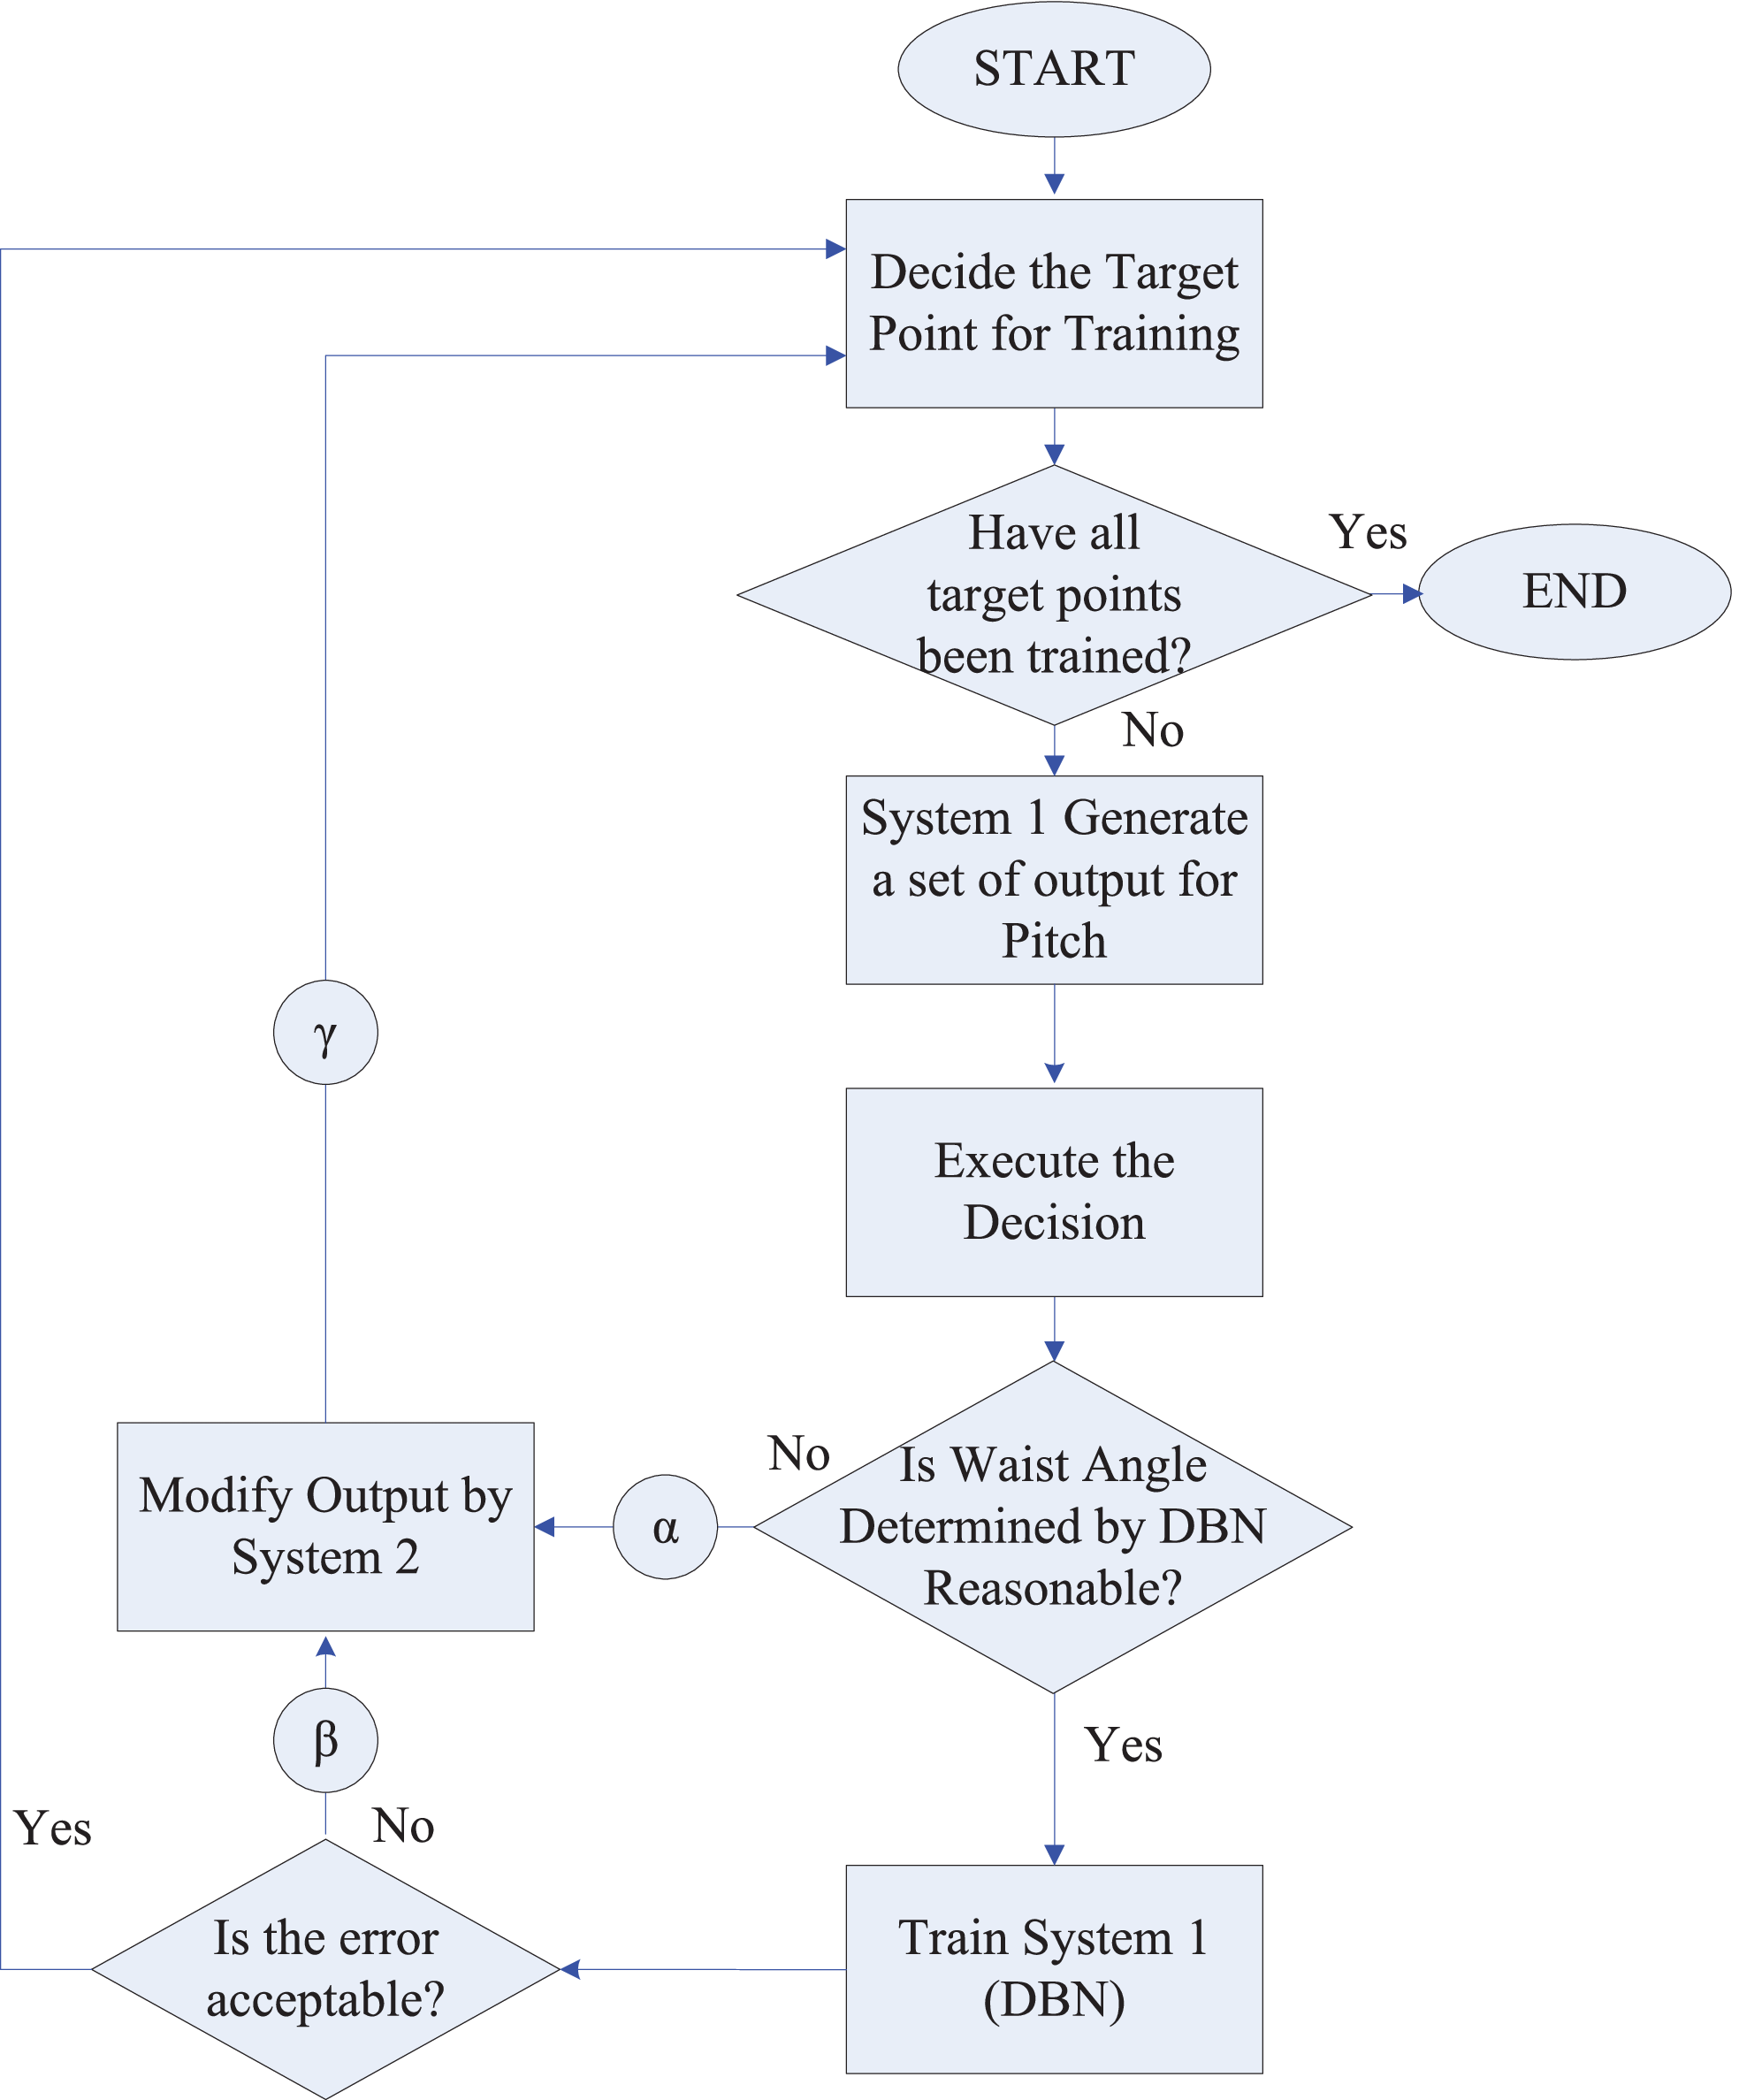 START
Decide the Target
Point for Training
Have all
target points
been trained?
Yes
END
No
System 1 Generate
a set of output for
Pitch
γ
Execute the
Decision
No
Is Waist Angle
Determined by DBN
Reasonable?
α
Modify Output by
System 2
β
Yes
Yes
No
Is the error
acceptable?
Train System 1
(DBN)